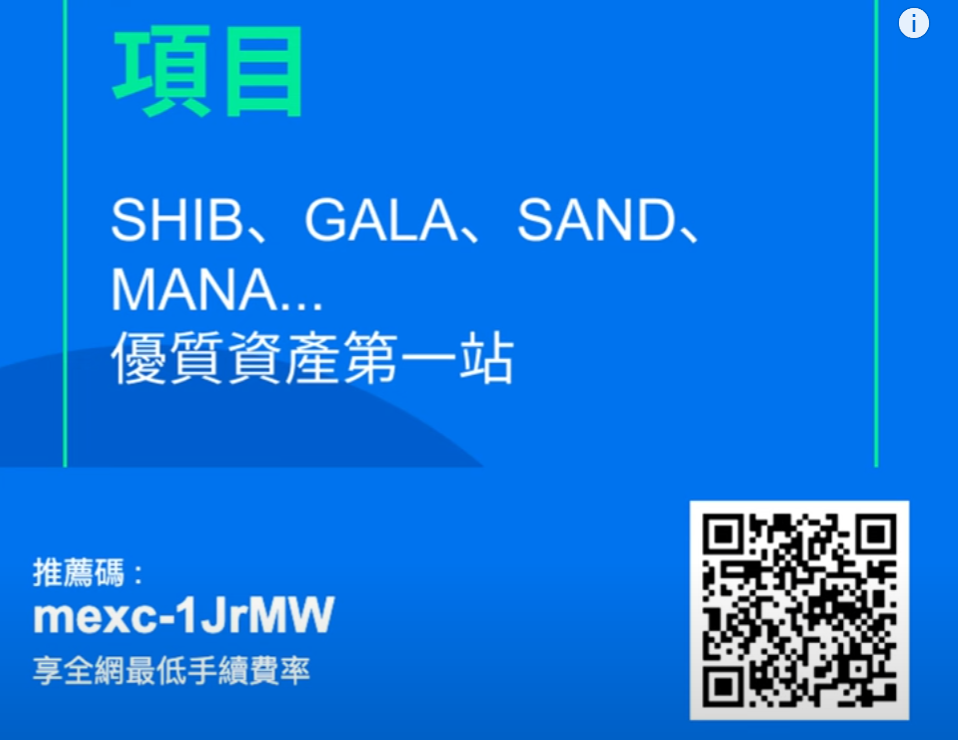 項目
SHIB、GALA、SAND、
MANA...
優質資產第一站
推薦碼：
mexc-1JrMW
享全網最低手續費率